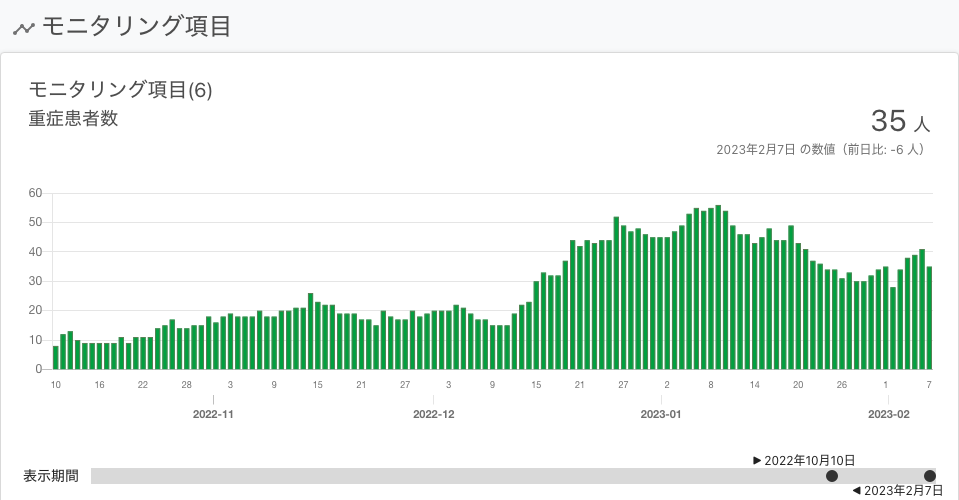 モニタリング項目
モニタリング項目(6)
重症患者数
35 人
2023年2月7日 の数値（前日比: -6 人）
60
50
40
30
20
10
0
10 16 22 28 3 9 15 21 27 3 9 15 21 27 2 8 14 20 26 1 7
2022-11 2022-12 2023-01 2023-02
▶ 2022年10月10日
表示期間
◀ 2023年2月7日